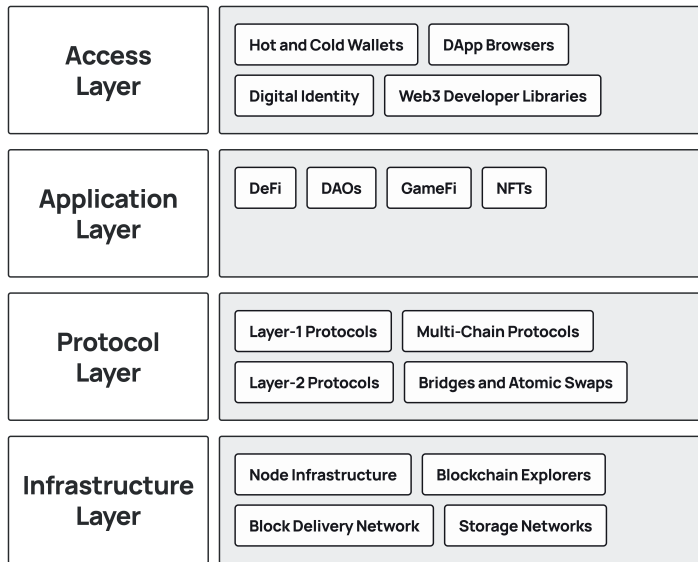 Access
Layer
Hot and Cold Wallets
DApp Browsers
Digital Identity
Web3 Developer Libraries
Application
Layer
DeFi
DAOs
GameFi
NFTs
Protocol
Layer
Layer-1 Protocols
Multi-Chain Protocols
Layer-2 Protocols
Bridges and Atomic Swaps
Infrastructure
Layer
Node Infrastructure
Blockchain Explorers
Block Delivery Network
Storage Networks